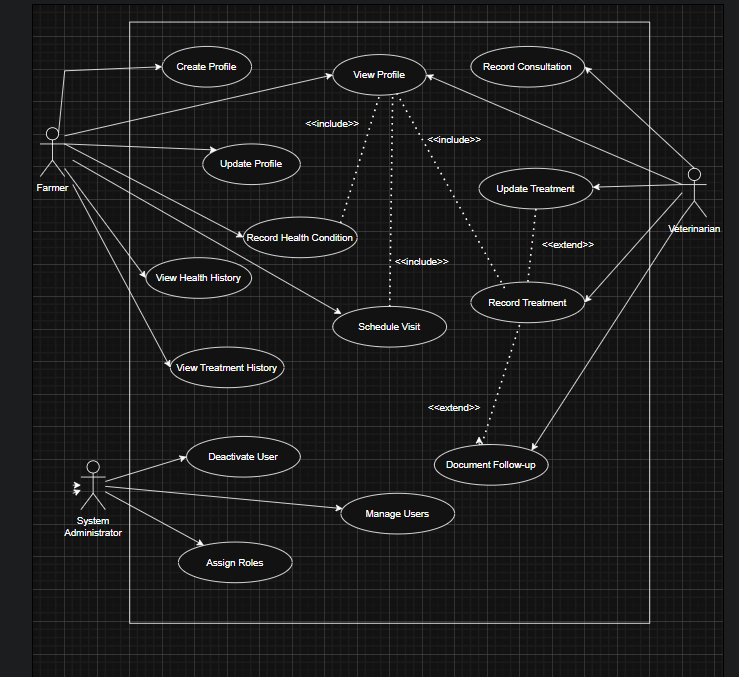 Create Profile
View Profile
Record Consultation
<<include>>
<<include>>
Update Profile
Farmer
Update Treatment
Veterinarian
Record Health Condition
<<extend>>
<<include>>
View Health History
Record Treatment
Schedule Visit
View Treatment History
<<extend>>
Deactivate User
Document Follow-up
Manage Users
System
Administrator
Assign Roles